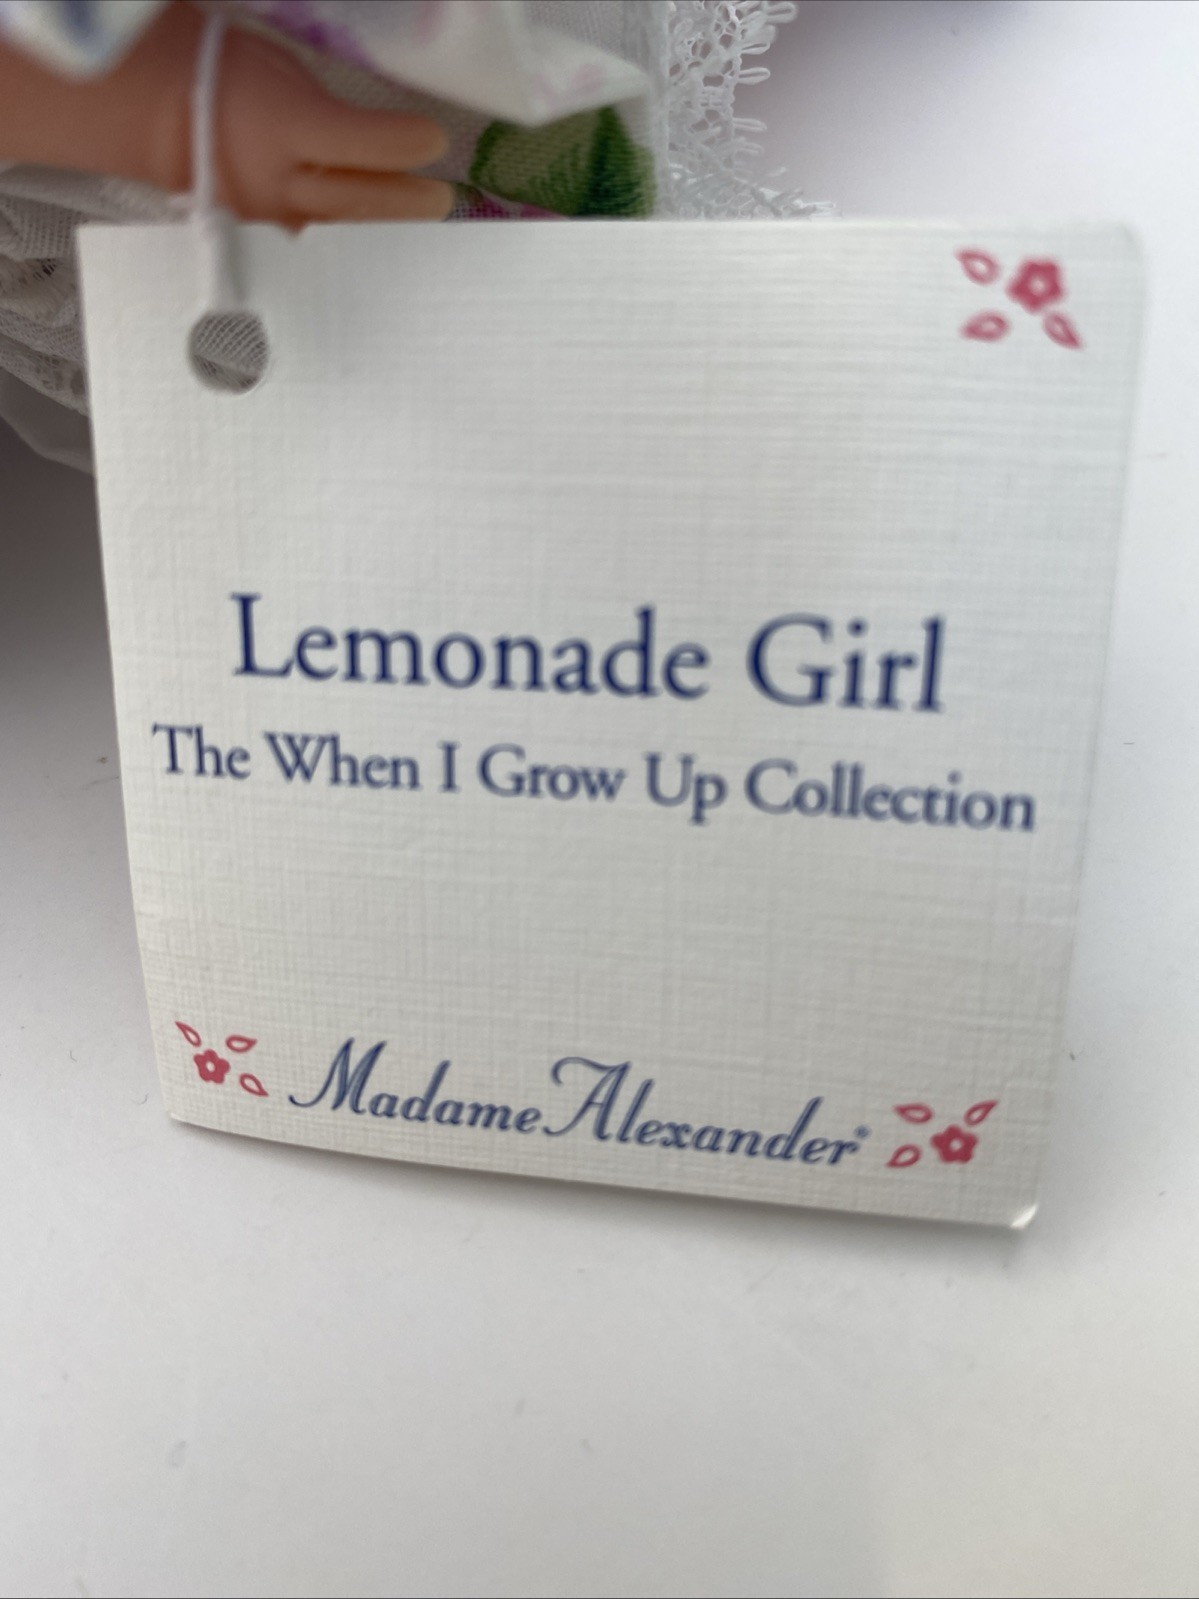 Lemonade Girl
The When I Grow Up Collection
Madame Alexander®